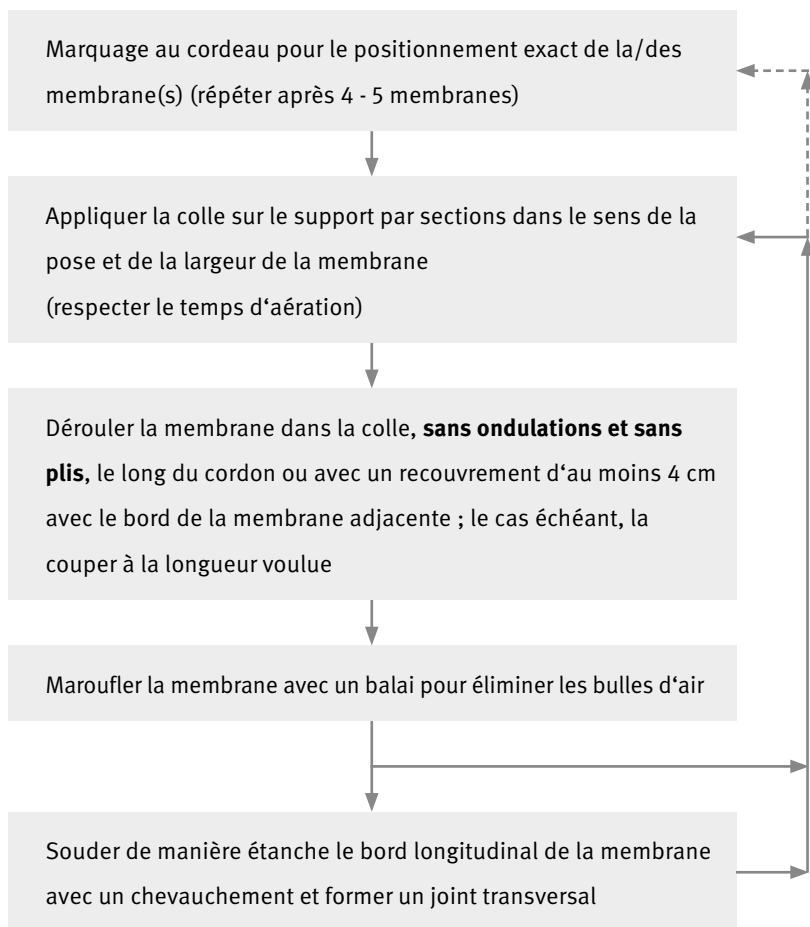 Marquage au cordeau pour le positionnement exact de la/des
membrane(s) (répéter après 4 - 5 membranes)
Appliquer la colle sur le support par sections dans le sens de la
pose et de la largeur de la membrane
(respecter le temps d‘aération)
Dérouler la membrane dans la colle, sans ondulations et sans
plis, le long du cordon ou avec un recouvrement d‘au moins 4 cm
avec le bord de la membrane adjacente ; le cas échéant, la
couper à la longueur voulue
Maroufler la membrane avec un balai pour éliminer les bulles d‘air
Souder de manière étanche le bord longitudinal de la membrane
avec un chevauchement et former un joint transversal